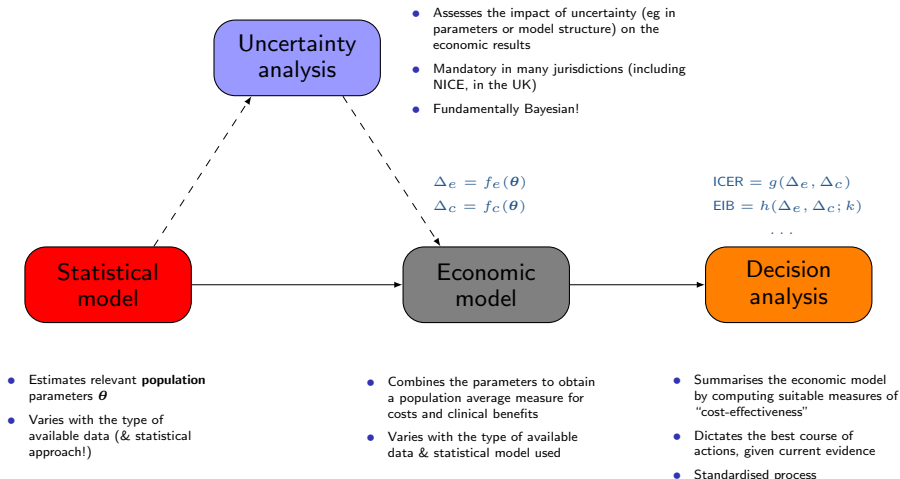 Uncertainty
analysis
• Assesses the impact of uncertainty (eg in
parameters or model structure) on the
economic results
• Mandatory in many jurisdictions (including
NICE, in the UK)
• Fundamentally Bayesian!
Δe = fe(θ)
Δc = fc(θ)
ICER = g(Δe, Δc)
EIB = h(Δe, Δc; k)
. . .
Statistical
model
Economic
model
Decision
analysis
• Estimates relevant population
parameters θ
• Varies with the type of
available data (& statistical
approach!)
• Combines the parameters to obtain
a population average measure for
costs and clinical benefits
• Varies with the type of available
data & statistical model used
• Summarises the economic model
by computing suitable measures of
“cost-effectiveness”
• Dictates the best course of
actions, given current evidence
• Standardised process